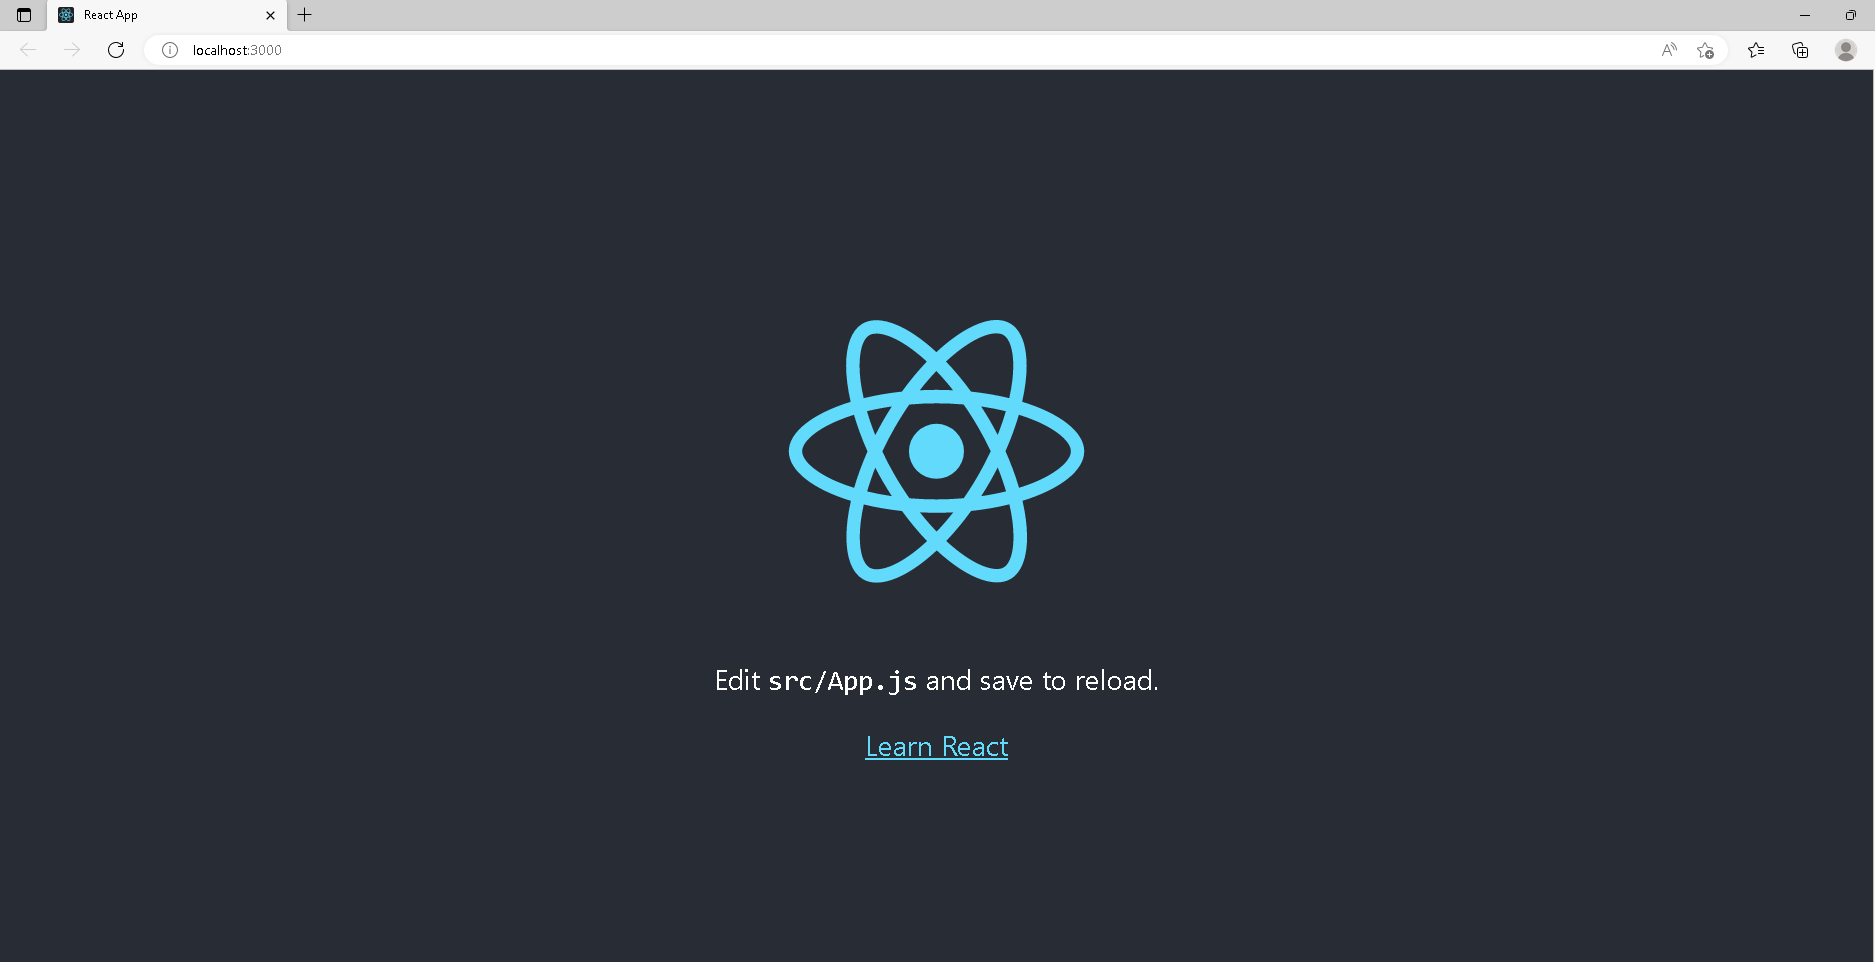 React App
localhost:3000
Edit src/App.js and save to reload.
Learn React